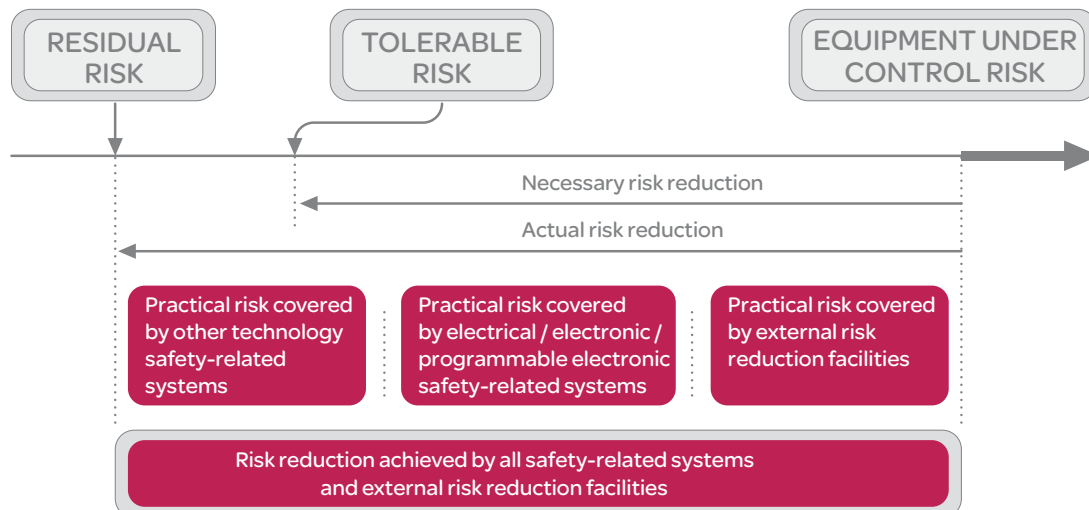 RESIDUAL
RISK
TOLERABLE
RISK
EQUIPMENT UNDER
CONTROL RISK
Necessary risk reduction
Actual risk reduction
Practical risk covered
by other technology
safety-related
systems
Practical risk covered
by electrical / electronic /
programmable electronic
safety-related systems
Practical risk covered
by external risk
reduction facilities
Risk reduction achieved by all safety-related systems
and external risk reduction facilities